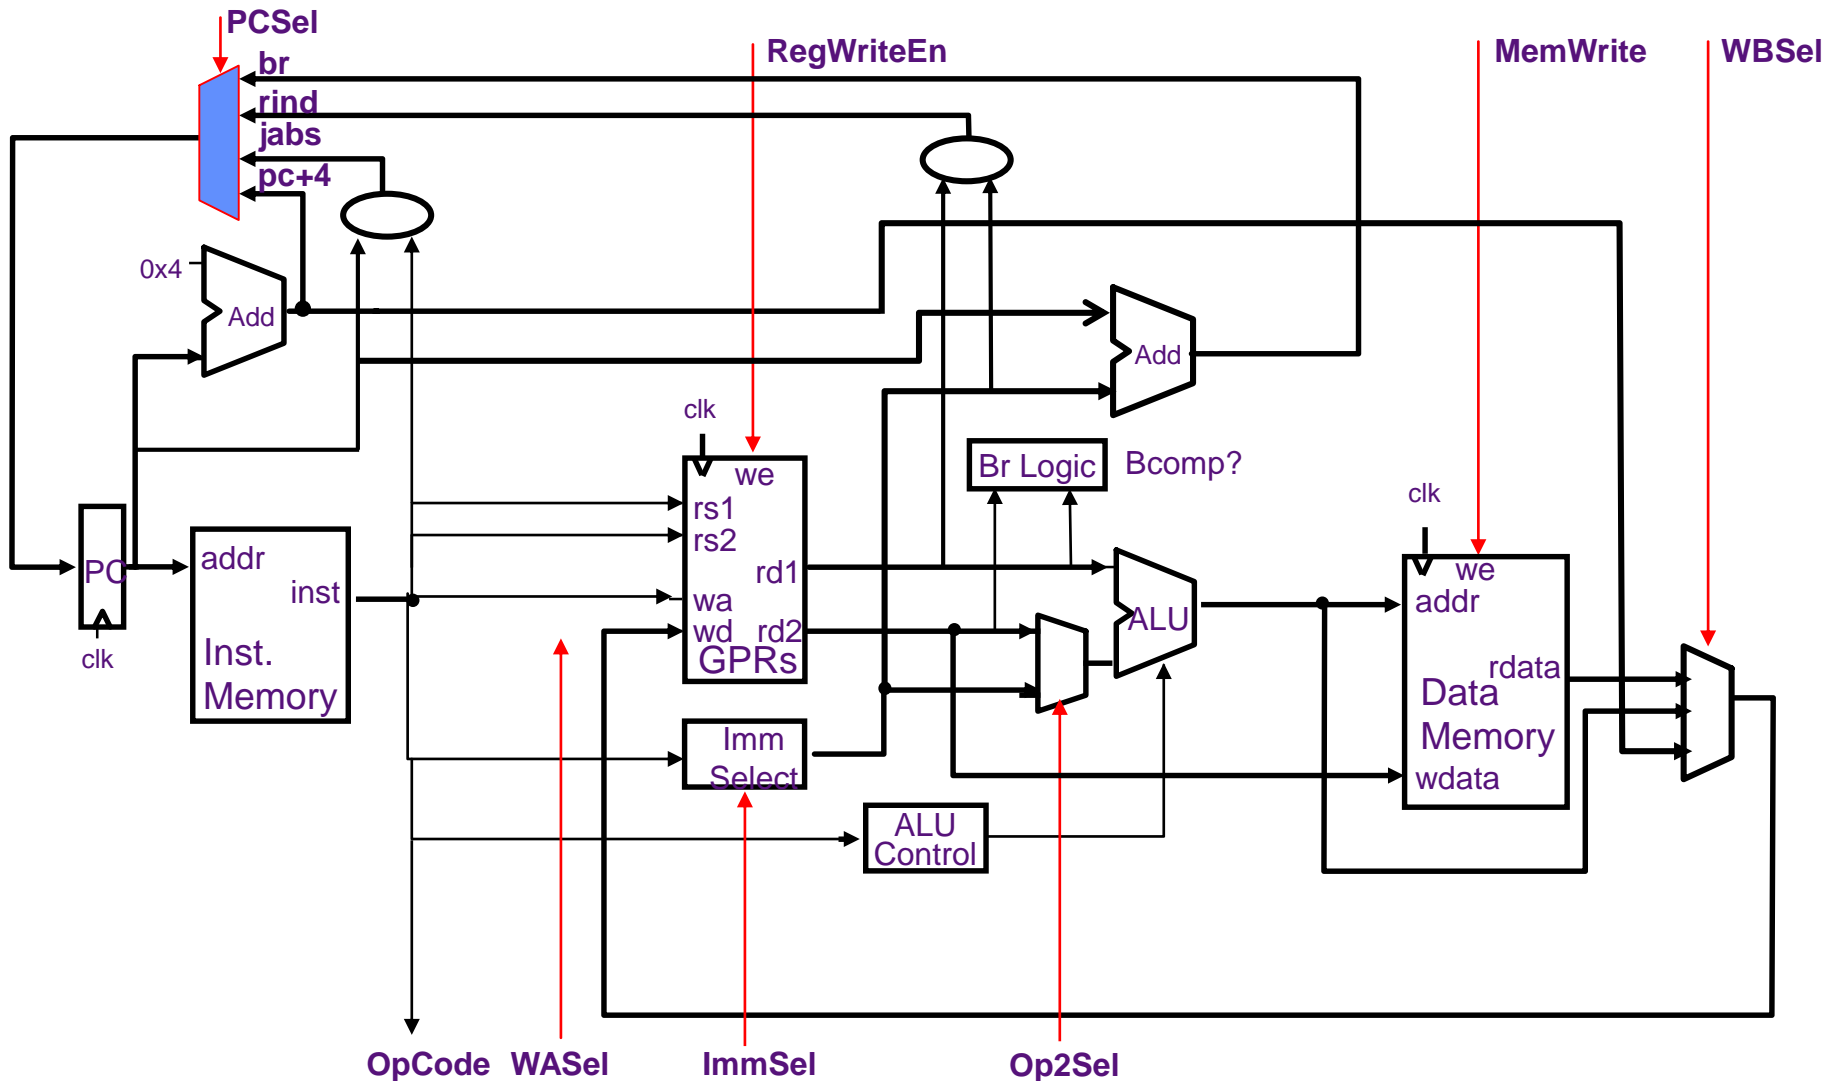 PCSel
RegWriteEn
MemWrite
WBSel
br
rind
jabs
pc+4
0x4
Add
Add
clk
we
rs1
rs2
rd1
wa
wd
rd2
GPRs
Br Logic
Bcomp?
clk
we
addr
rdata
Data
Memory
wdata
PC
clk
addr
inst
Inst.
Memory
ALU
Imm
Select
ALU
Control
OpCode
WASel
ImmSel
Op2Sel